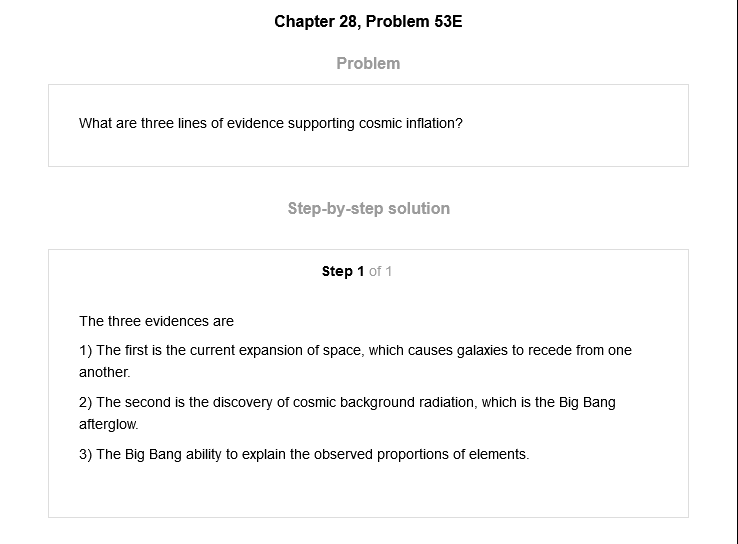 Chapter 28, Problem 53E
Problem
What are three lines of evidence supporting cosmic inflation?
Step-by-step solution
Step 1 of 1
The three evidences are
1) The first is the current expansion of space, which causes galaxies to recede from one
another.
2) The second is the discovery of cosmic background radiation, which is the Big Bang
afterglow.
3) The Big Bang ability to explain the observed proportions of elements.